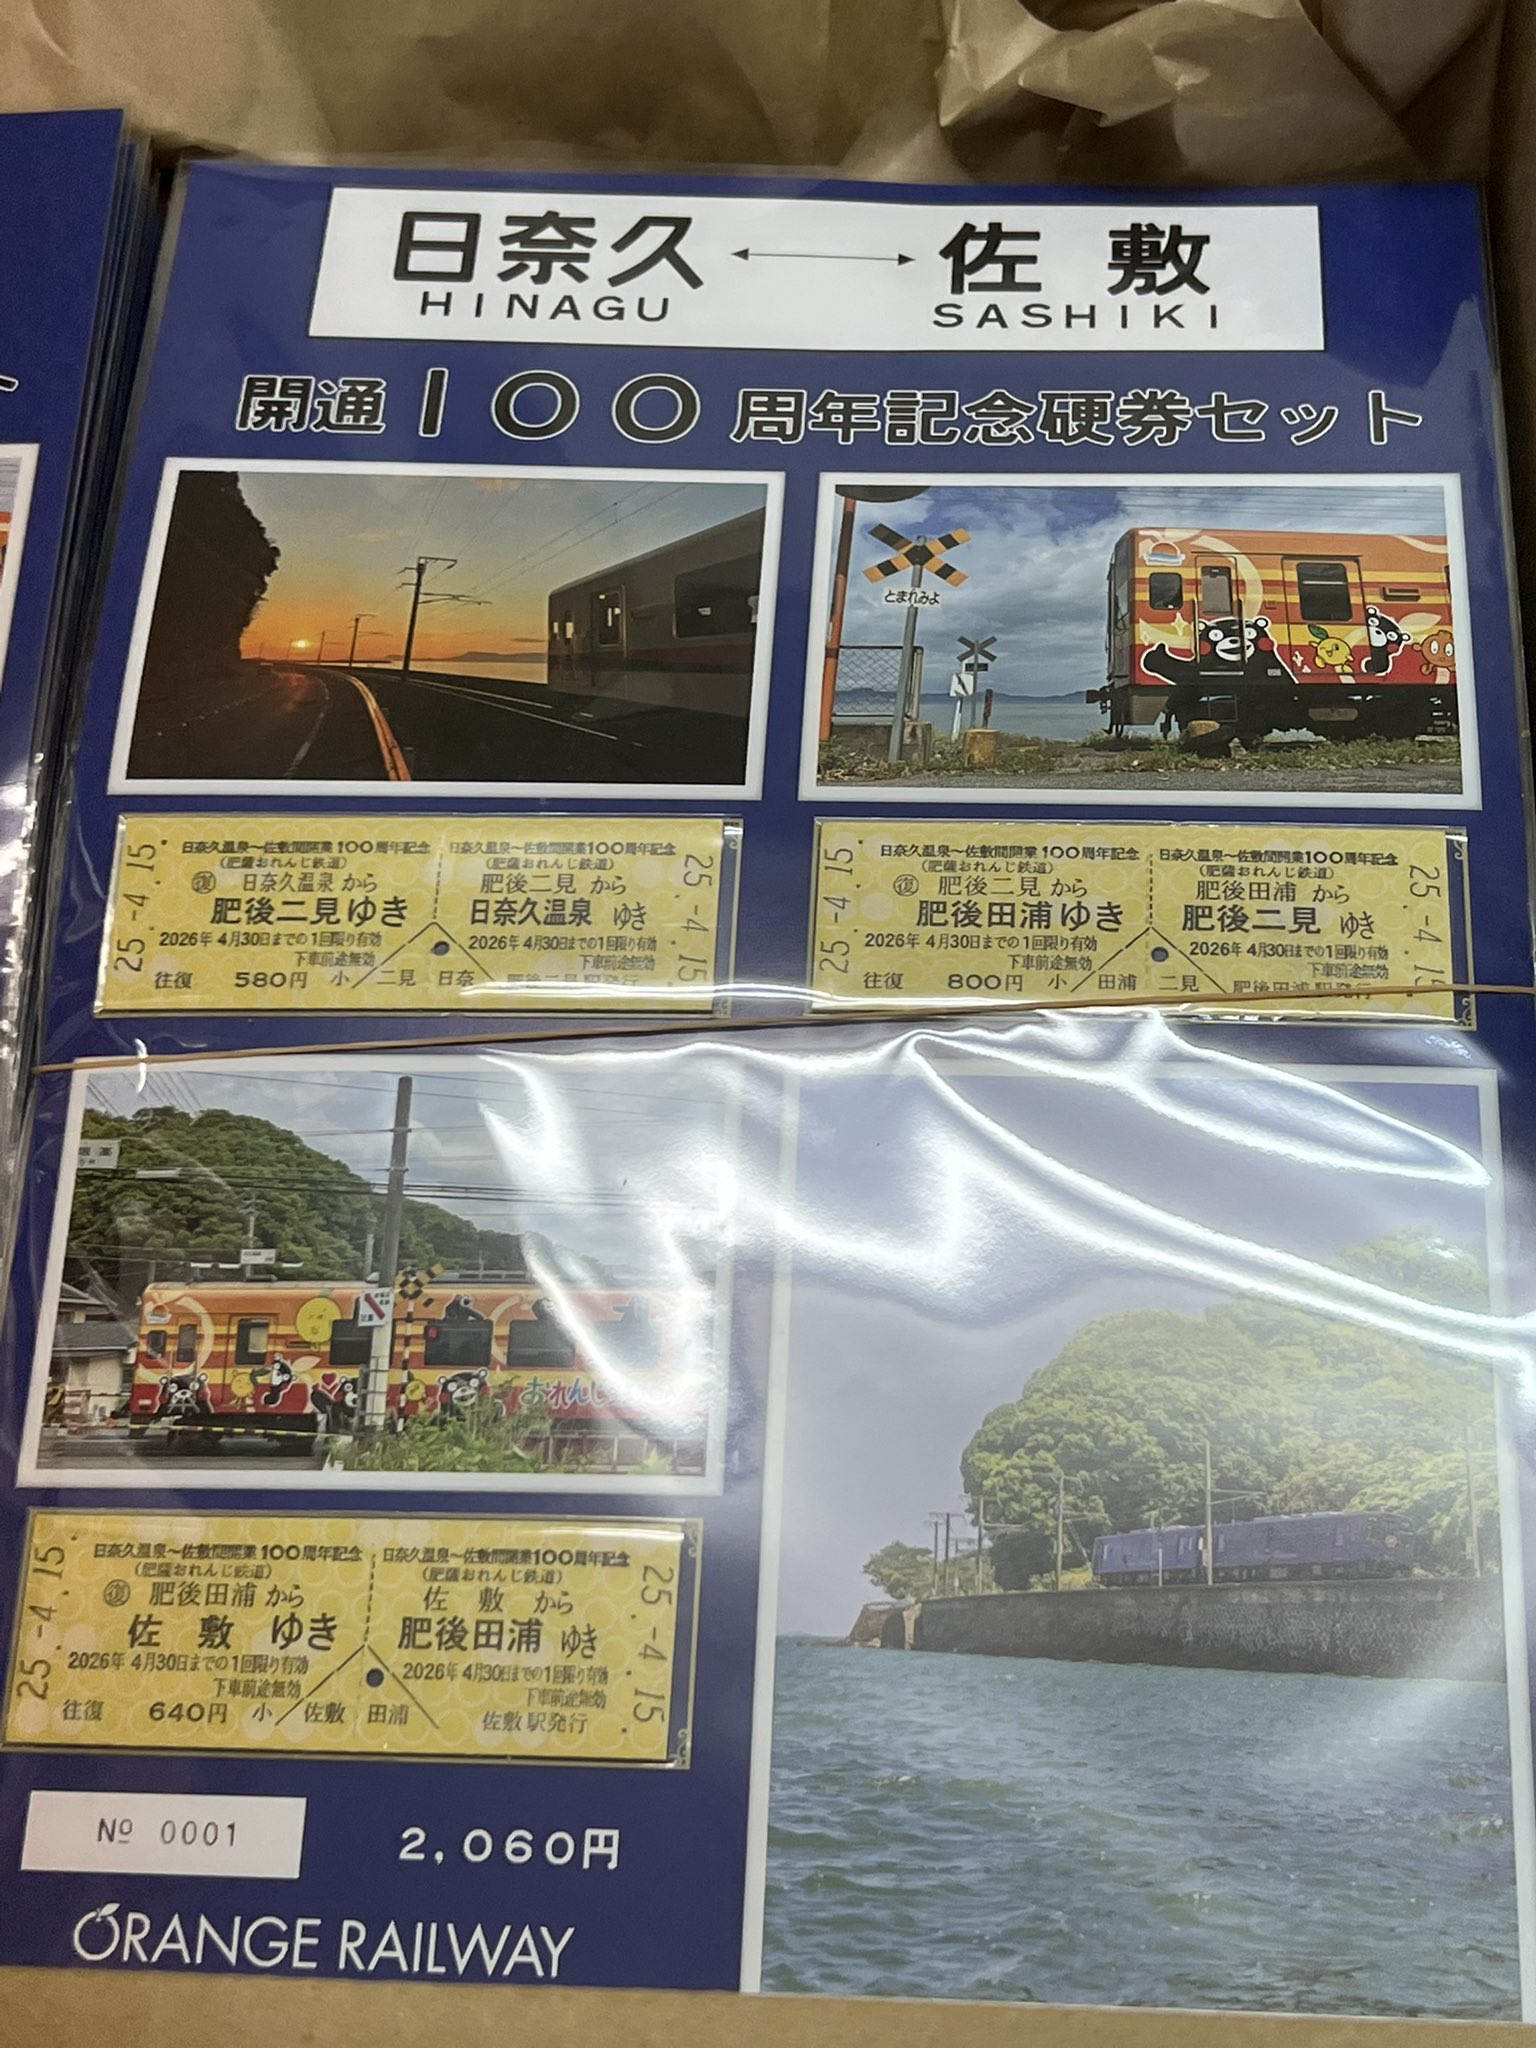 日奈久 ←→ 佐敷
HINAGU SASHIKI
開通100周年記念硬券セット
とまれみよ
25.-4.15.
日奈久温泉〜佐敷間開業100周年記念
(肥薩おれんじ鉄道)
復 日奈久温泉 から
肥後二見 ゆき
2026年 4月30日までの1回限り有効
下車前途無効
往復 580円 小 二見
日奈久温泉〜佐敷間開業100周年記念
(肥薩おれんじ鉄道)
肥後二見 から
日奈久温泉 ゆき
2026年 4月30日までの1回限り有効
下車前途無効
日奈 肥後二見駅発行
25.-4.15.
25.-4.15.
日奈久温泉〜佐敷間開業100周年記念
(肥薩おれんじ鉄道)
復 肥後二見 から
肥後田浦 ゆき
2026年 4月30日までの1回限り有効
下車前途無効
往復 800円 小 田浦
日奈久温泉〜佐敷間開業100周年記念
(肥薩おれんじ鉄道)
肥後田浦 から
肥後二見 ゆき
2026年 4月30日までの1回限り有効
下車前途無効
二見 肥後田浦駅発行
25.-4.15.
おれんじ
25.-4.15.
日奈久温泉〜佐敷間開業100周年記念
(肥薩おれんじ鉄道)
復 肥後田浦 から
佐敷 ゆき
2026年 4月30日までの1回限り有効
下車前途無効
往復 640円 小 佐敷
日奈久温泉〜佐敷間開業100周年記念
(肥薩おれんじ鉄道)
佐敷 から
肥後田浦 ゆき
2026年 4月30日までの1回限り有効
下車前途無効
田浦 佐敷駅発行
25.-4.15.
№ 0001
2,060円
ORANGE RAILWAY